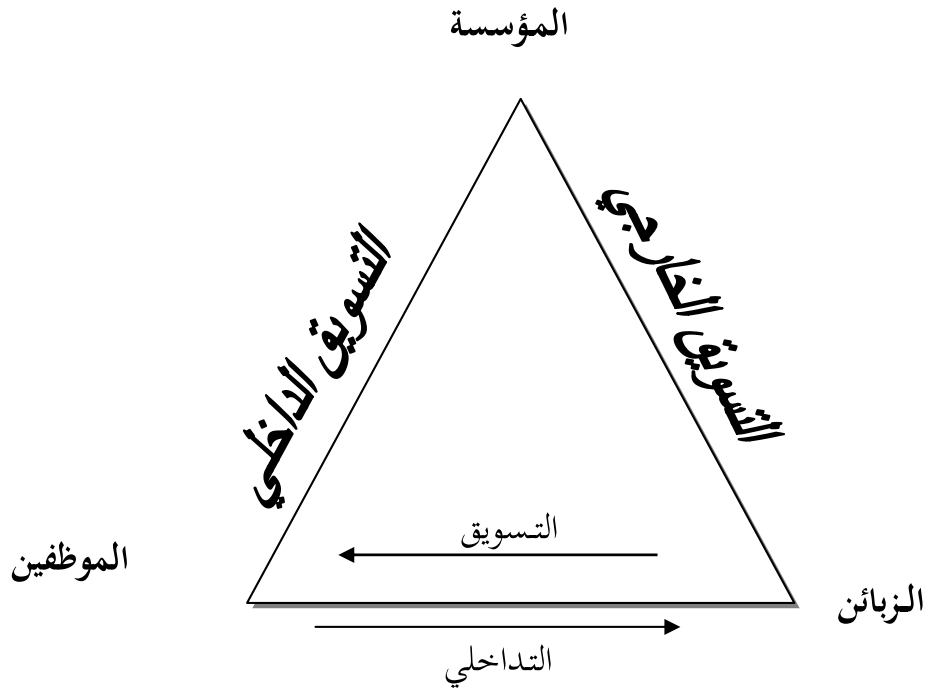 المؤسسة
التسويق الخارجي
التسويق الداخلي
التسويق
الموظفين
الزبائن
التداخلي